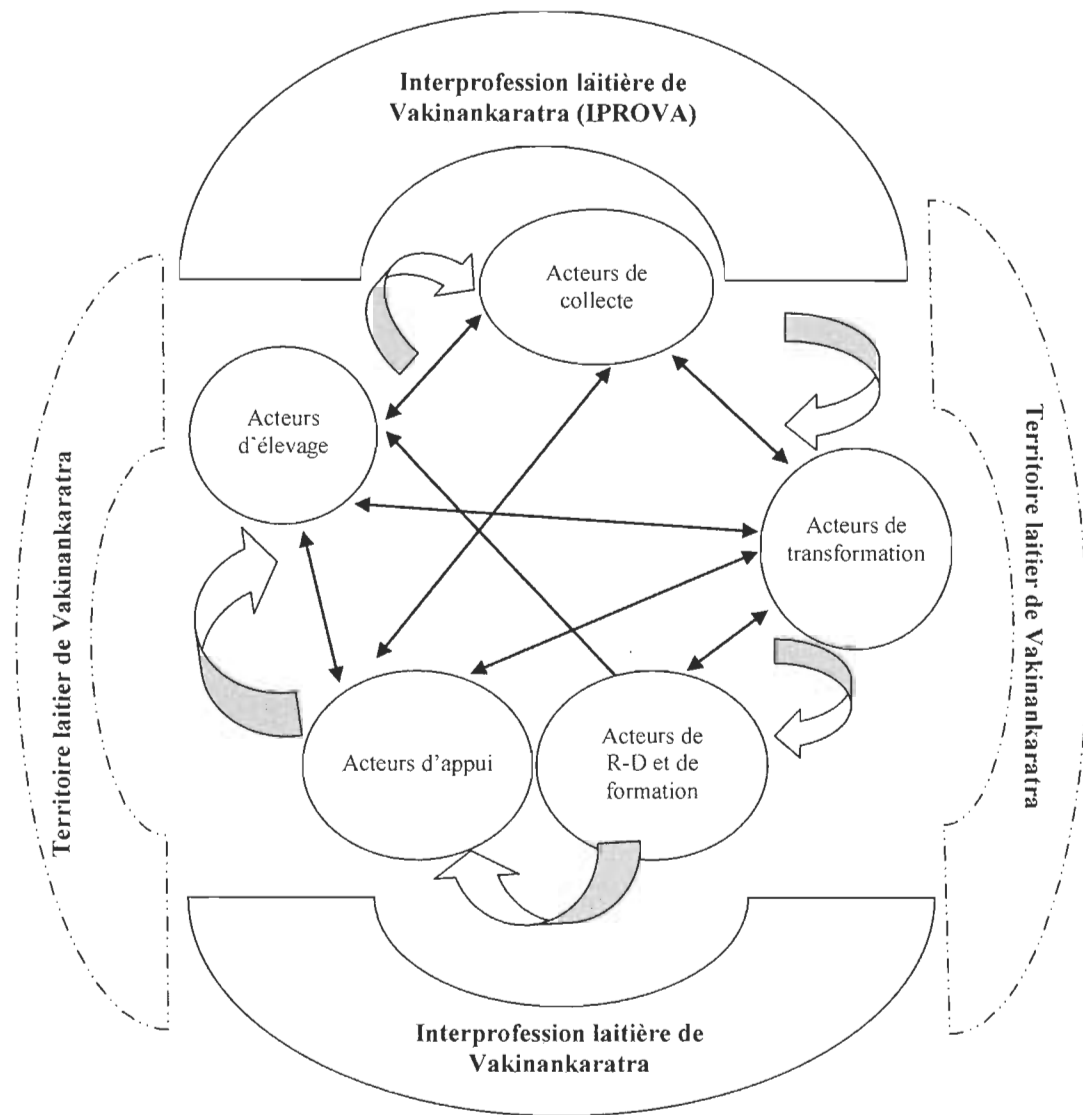 Interprofession laitière de
Vakinankaratra (IPROVA)
Acteurs de
collecte
Acteurs
d`élevage
Territoire laitier de Vakinankaratra
Territoire laitier de Vakinankaratra
Acteurs de
transformation
Acteurs d'appui
Acteurs de
R-D et de
formation
Interprofession laitière de
Vakinankaratra